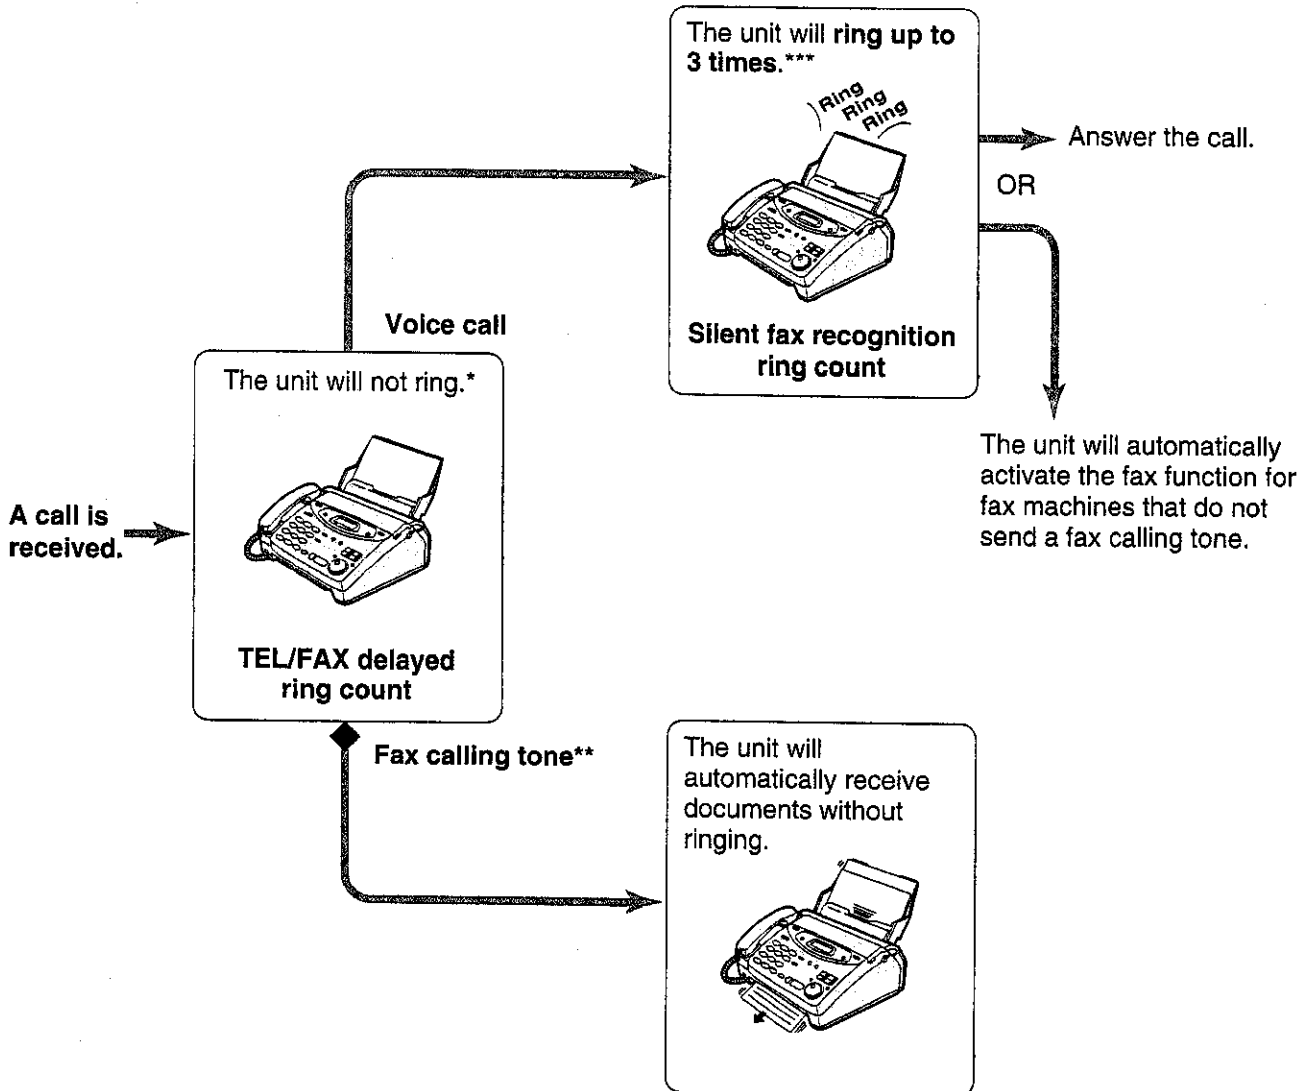 The unit will ring up to
3 times.***
Ring
Ring
Ring
Answer the call.
OR
Silent fax recognition
ring count
Voice call
The unit will not ring.*
A call is
received.
TEL/FAX delayed
ring count
The unit will automatically
activate the fax function for
fax machines that do not
send a fax calling tone.
Fax calling tone**
The unit will
automatically receive
documents without
ringing.